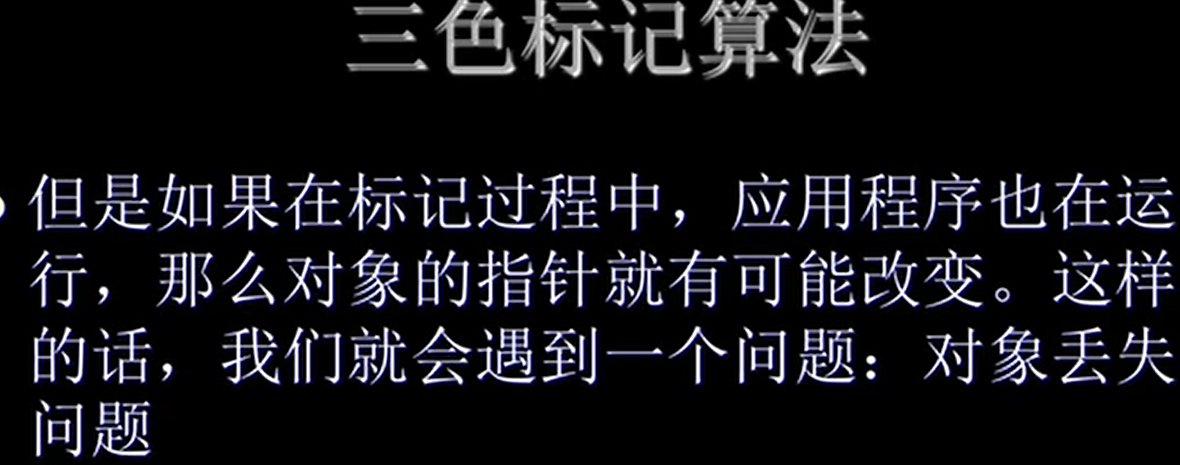 三色标记算法
但是如果在标记过程中，应用程序也在运
行，那么对象的指针就有可能改变。这样
的话，我们就会遇到一个问题：对象丢失
问题